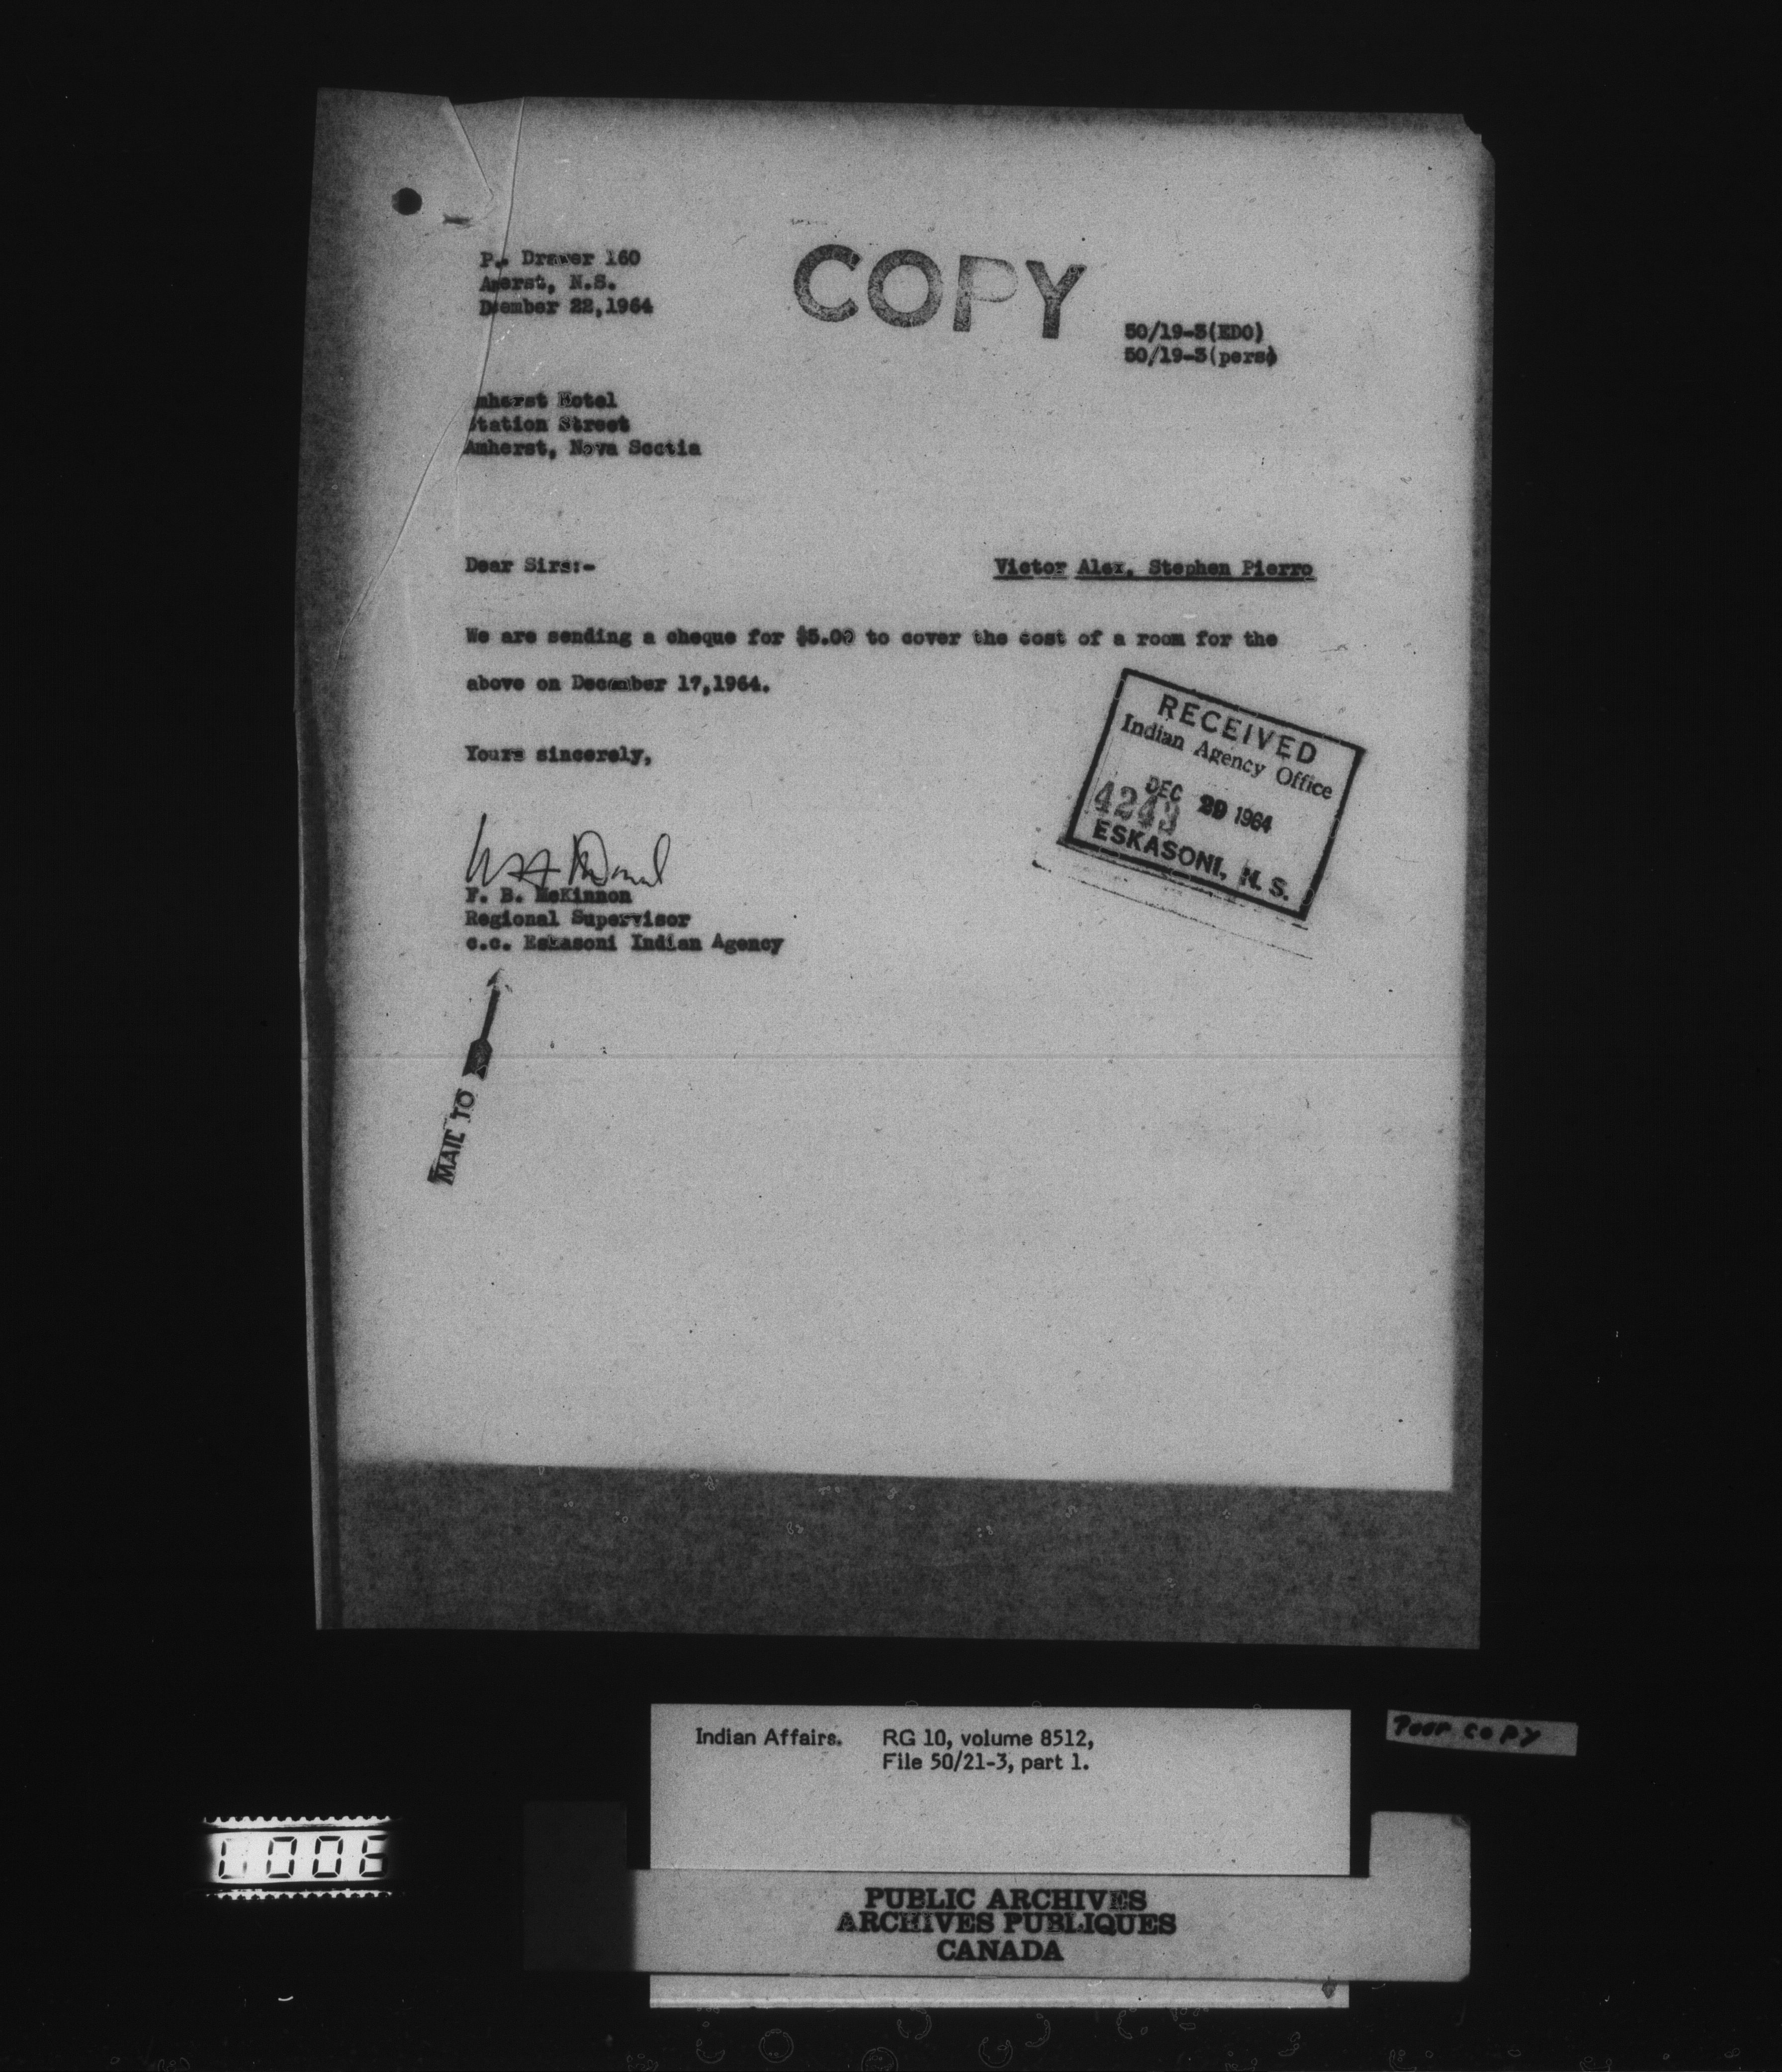 P. Drawer 160
Amerst, N.S.
Dcember 22,1964
COPY
50/19-3(EDO)
50/19-3(pers)
mherst Hotel
Station Street
Amherst, Nova Scotia
Dear Sirs:-
Victor Alex, Stephen Pierro
We are sending a cheque for $5.00 to cover the cost of a room for the
above on December 17,1964.
Yours sincerely,
F. B. McKinnon
Regional Supervisor
c.c. Eskasoni Indian Agency
RECEIVED
Indian Agency Office
DEC 29 1964
4243
ESKASONI, N. S.
MAIL TO
Indian Affairs. RG 10, volume 8512,
File 50/21-3, part 1.
Poor copy
PUBLIC ARCHIVES
ARCHIVES PUBLIQUES
CANADA